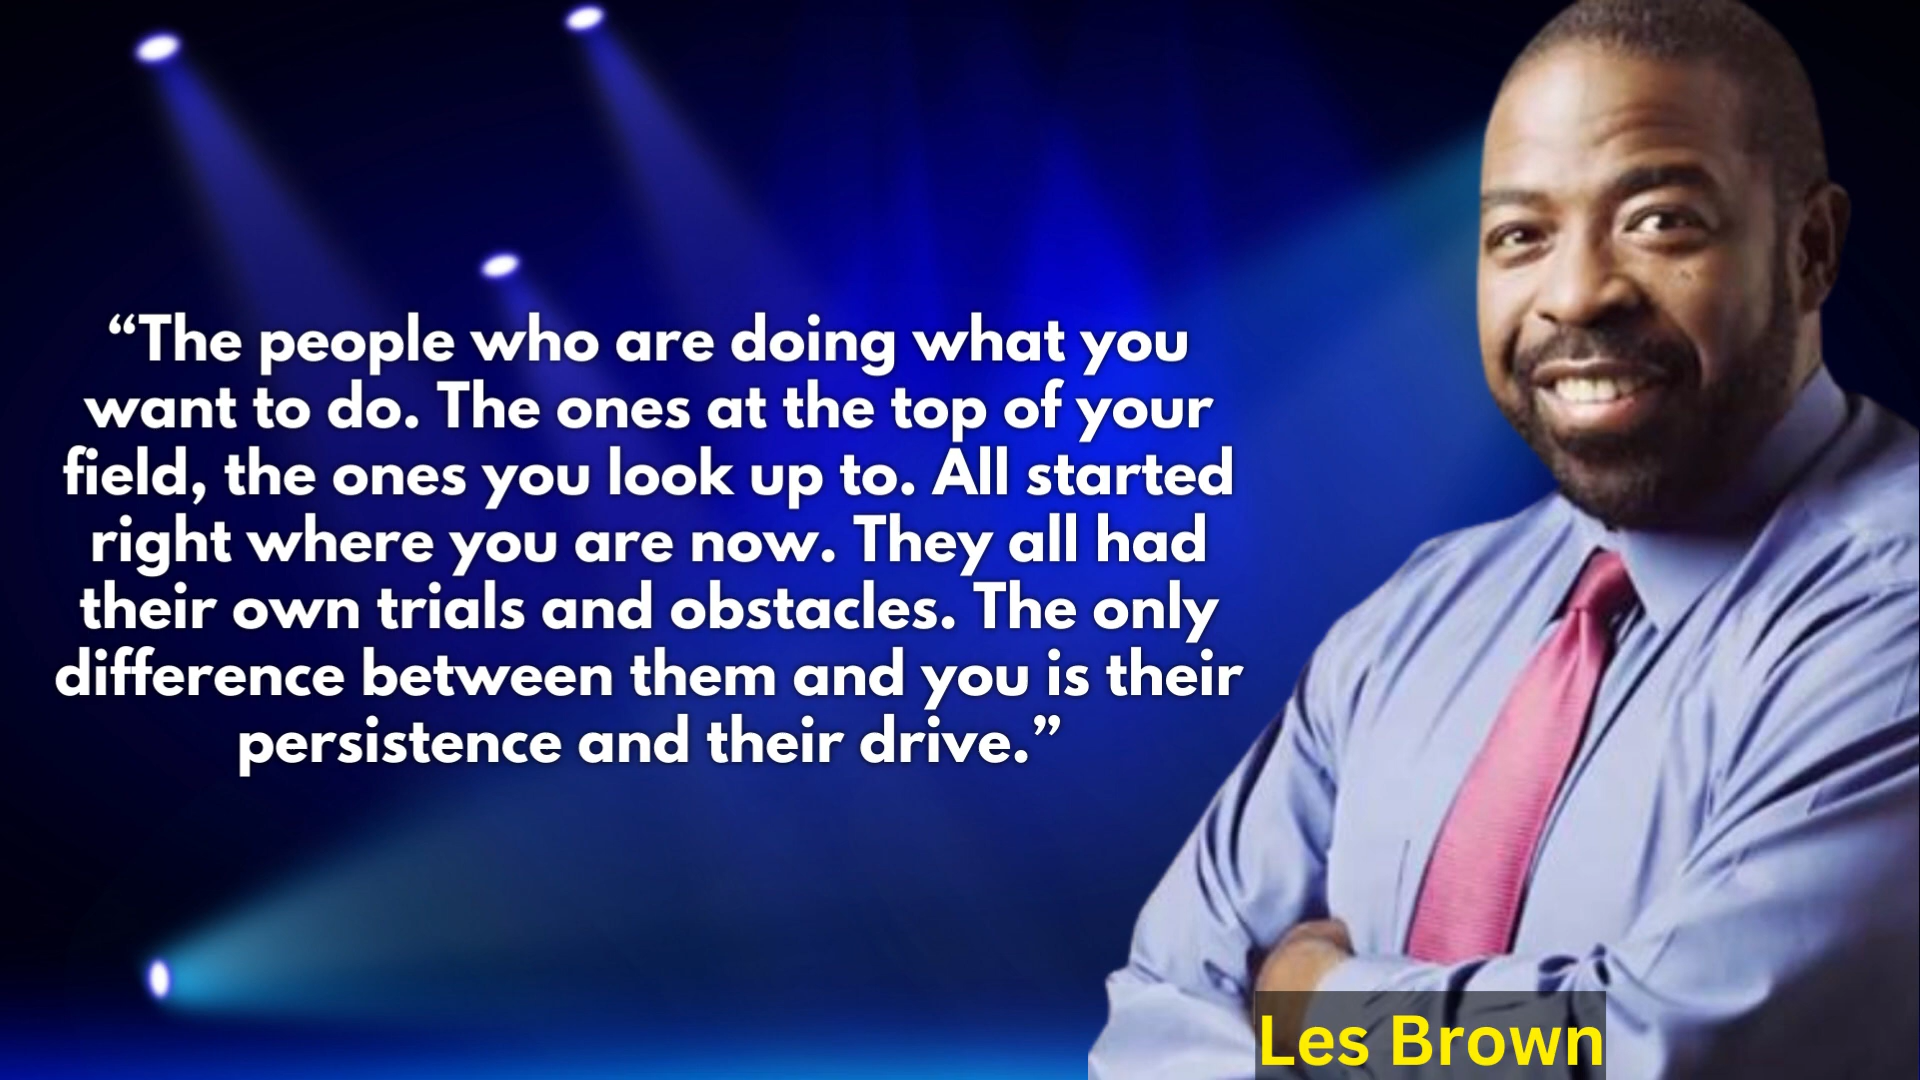 “The people who are doing what you
want to do. The ones at the top of your
field, the ones you look up to. All started
right where you are now. They all had
their own trials and obstacles. The only
difference between them and you is their
persistence and their drive.”
Les Brown